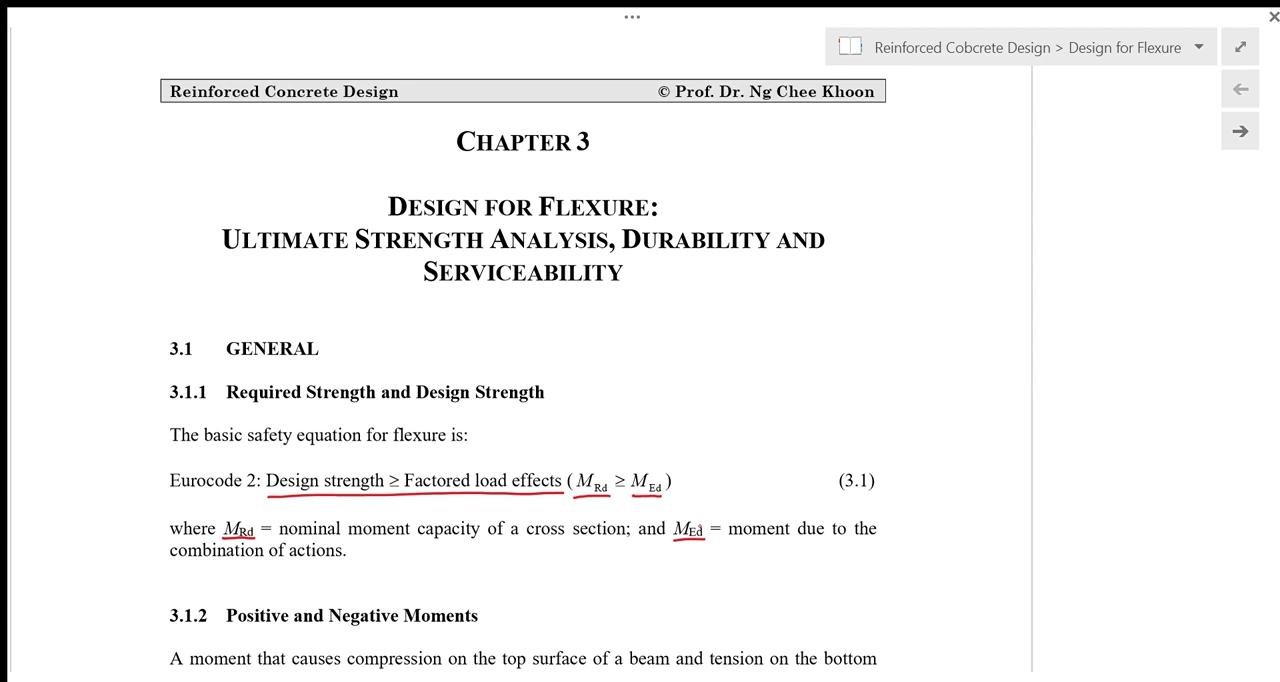 Reinforced Cobcrete Design > Design for Flexure
Reinforced Concrete Design © Prof. Dr. Ng Chee Khoon
CHAPTER 3
DESIGN FOR FLEXURE:
ULTIMATE STRENGTH ANALYSIS, DURABILITY AND
SERVICEABILITY
3.1 GENERAL
3.1.1 Required Strength and Design Strength
The basic safety equation for flexure is:
Eurocode 2: Design strength ≥ Factored load effects (M_Rd ≥ M_Ed) (3.1)
where M_Rd = nominal moment capacity of a cross section; and M_Ed = moment due to the
combination of actions.
3.1.2 Positive and Negative Moments
A moment that causes compression on the top surface of a beam and tension on the bottom